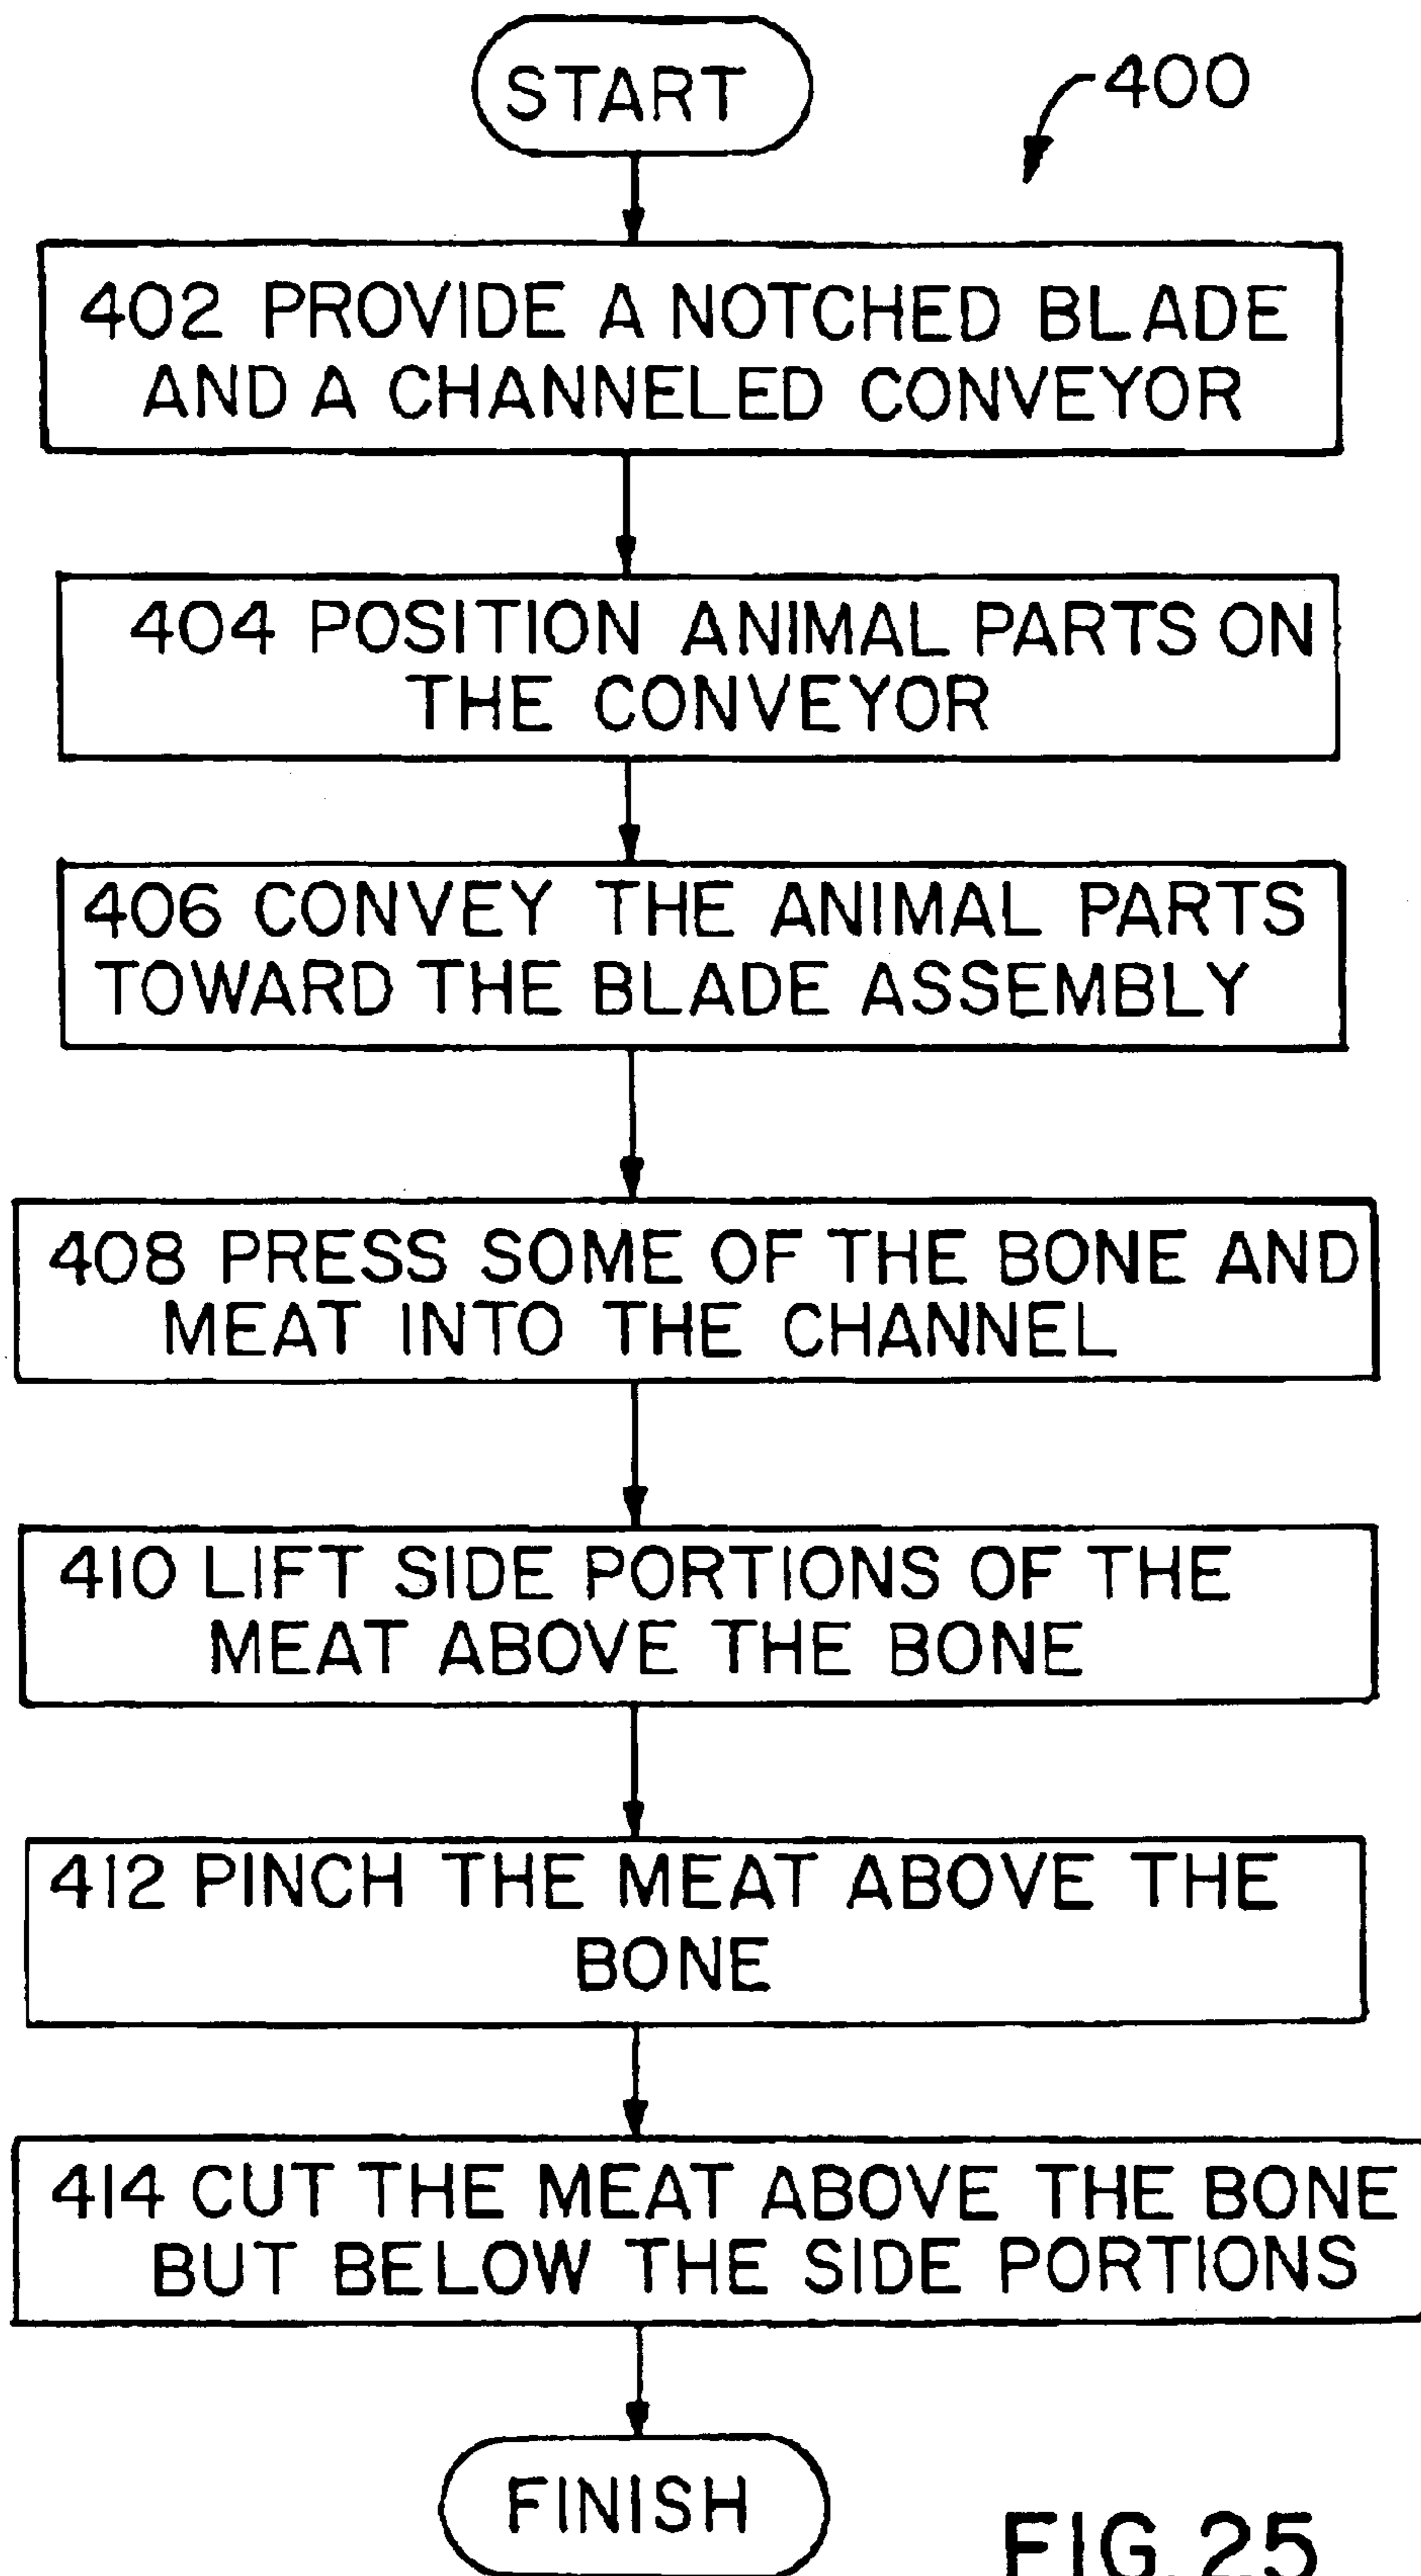 START
400
402 PROVIDE A NOTCHED BLADE
AND A CHANNELED CONVEYOR
404 POSITION ANIMAL PARTS ON
THE CONVEYOR
406 CONVEY THE ANIMAL PARTS
TOWARD THE BLADE ASSEMBLY
408 PRESS SOME OF THE BONE AND
MEAT INTO THE CHANNEL
410 LIFT SIDE PORTIONS OF THE
MEAT ABOVE THE BONE
412 PINCH THE MEAT ABOVE THE
BONE
414 CUT THE MEAT ABOVE THE BONE
BUT BELOW THE SIDE PORTIONS
FINISH
FIG. 25